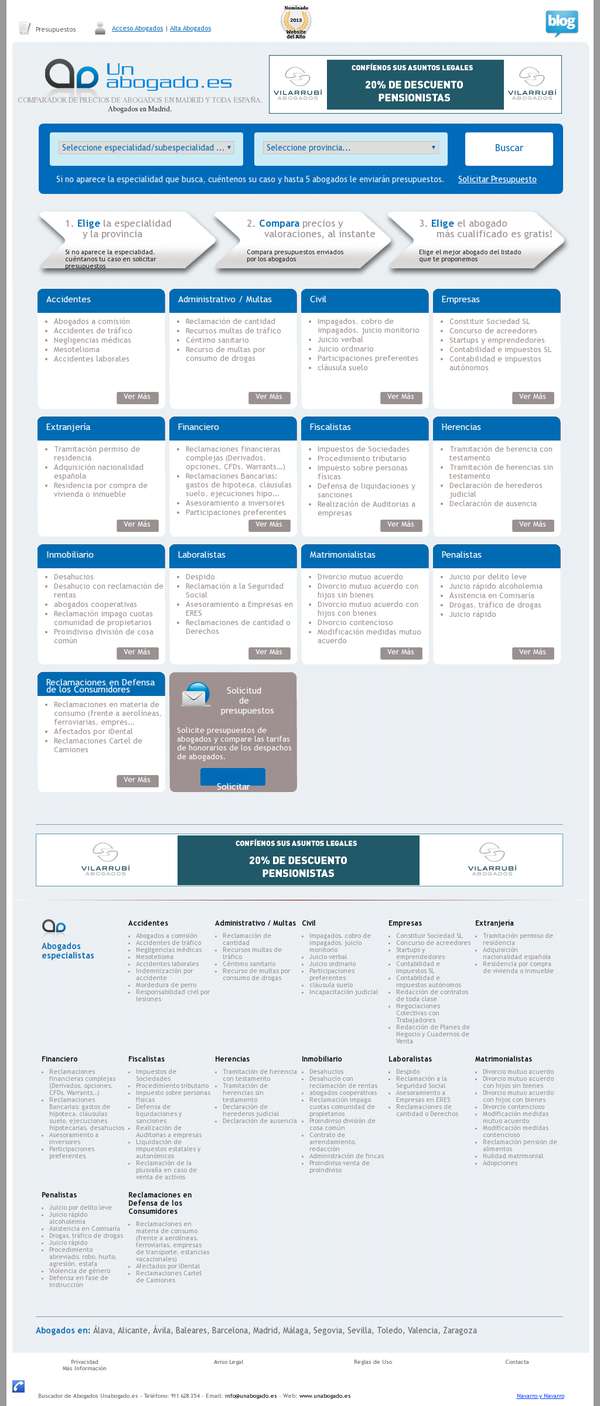 Presupuestos
Acceso Abogados | Alta Abogados
Nominado
2013
Website
del Año
blog
Un
abogado.es
COMPARADOR DE PRECIOS DE ABOGADOS EN MADRID Y TODA ESPAÑA.
Abogados en Madrid.
VILARRUBÍ
ABOGADOS
CONFÍENOS SUS ASUNTOS LEGALES
20% DE DESCUENTO
PENSIONISTAS
VILARRUBÍ
ABOGADOS
Seleccione especialidad/subespecialidad ...
Seleccione provincia...
Buscar
Si no aparece la especialidad que busca, cuéntenos su caso y hasta 5 abogados le enviarán presupuestos.
Solicitar Presupuesto
1. Elige la especialidad
y la provincia
Si no aparece la especialidad,
cuéntanos tu caso en solicitar
presupuestos
2. Compara precios y
valoraciones, al instante
Compara presupuestos enviados
por los abogados
3. Elige el abogado
más cualificado es gratis!
Elige el mejor abogado del listado
que te proponemos
Accidentes
Abogados a comisión
Accidentes de tráfico
Negligencias médicas
Mesotelioma
Accidentes laborales
Ver Más
Administrativo / Multas
Reclamación de cantidad
Recursos multas de tráfico
Céntimo sanitario
Recurso de multas por
consumo de drogas
Ver Más
Civil
Impagados, cobro de
impagados, juicio monitorio
Juicio verbal
Juicio ordinario
Participaciones preferentes
cláusula suelo
Ver Más
Empresas
Constituir Sociedad SL
Concurso de acreedores
Startups y emprendedores
Contabilidad e impuestos SL
Contabilidad e impuestos
autónomos
Ver Más
Extranjería
Tramitación permiso de
residencia
Adquisición nacionalidad
española
Residencia por compra de
vivienda o inmueble
Ver Más
Financiero
Reclamaciones financieras
complejas (Derivados,
opciones, CFDs, Warrants...)
Reclamaciones Bancarias:
gastos de hipoteca, cláusulas
suelo, ejecuciones hipo...
Asesoramiento a inversores
Participaciones preferentes
Ver Más
Fiscalistas
Impuestos de Sociedades
Procedimiento tributario
Impuesto sobre personas
físicas
Defensa de liquidaciones y
sanciones
Realización de Auditorias a
empresas
Ver Más
Herencias
Tramitación de herencia con
testamento
Tramitación de herencias sin
testamento
Declaración de herederos
judicial
Declaración de ausencia
Ver Más
Inmobiliario
Desahucios
Desahucio con reclamación de
rentas
abogados cooperativas
Reclamación impago cuotas
comunidad de propietarios
Proindiviso división de cosa
común
Ver Más
Laboralistas
Despido
Reclamación a la Seguridad
Social
Asesoramiento a Empresas en
ERES
Reclamaciones de cantidad o
Derechos
Ver Más
Matrimonialistas
Divorcio mutuo acuerdo
Divorcio mutuo acuerdo con
hijos sin bienes
Divorcio mutuo acuerdo con
hijos con bienes
Divorcio contencioso
Modificación medidas mutuo
acuerdo
Ver Más
Penalistas
Juicio por delito leve
Juicio rápido alcoholemia
Asistencia en Comisaría
Drogas, tráfico de drogas
Juicio rápido
Ver Más
Reclamaciones en Defensa
de los Consumidores
Reclamaciones en materia de
consumo (frente a aerolíneas,
ferroviarias, empres...
Afectados por iDental
Reclamaciones Cartel de
Camiones
Ver Más
Solicitud
de
presupuestos
Solicite presupuestos de
abogados y compare las tarifas
de honorarios de los despachos
de abogados.
Solicitar
VILARRUBÍ
ABOGADOS
CONFÍENOS SUS ASUNTOS LEGALES
20% DE DESCUENTO
PENSIONISTAS
VILARRUBÍ
ABOGADOS
Abogados
especialistas
Accidentes
Abogados a comisión
Accidentes de tráfico
Negligencias médicas
Mesotelioma
Accidentes laborales
Indemnización por
accidente
Mordedura de perro
Responsabilidad civil por
lesiones
Administrativo / Multas
Reclamación de
cantidad
Recursos multas de
tráfico
Céntimo sanitario
Recurso de multas por
consumo de drogas
Civil
Impagados, cobro de
impagados, juicio
monitorio
Juicio verbal
Juicio ordinario
Participaciones
preferentes
cláusula suelo
Incapacitación judicial
Empresas
Constituir Sociedad SL
Concurso de acreedores
Startups y
emprendedores
Contabilidad e
impuestos SL
Contabilidad e
impuestos autónomos
Redacción de contratos
de toda clase
Negociaciones
Colectivas con
Trabajadores
Redacción de Planes de
Negocio y Cuadernos de
Venta
Extranjería
Tramitación permiso de
residencia
Adquisición
nacionalidad española
Residencia por compra
de vivienda o inmueble
Financiero
Reclamaciones
financieras complejas
(Derivados, opciones,
CFDs, Warrants,..)
Reclamaciones
Bancarias: gastos de
hipoteca, cláusulas
suelo, ejecuciones
hipotecarias, desahucios
Asesoramiento a
inversores
Participaciones
preferentes
Fiscalistas
Impuestos de
Sociedades
Procedimiento tributario
Impuesto sobre personas
físicas
Defensa de
liquidaciones y
sanciones
Realización de
Auditorias a empresas
Liquidación de
impuestos estatales y
autonómicos
Reclamación de la
plusvalía en caso de
venta de activos
Herencias
Tramitación de herencia
con testamento
Tramitación de
herencias sin
testamento
Declaración de
herederos judicial
Declaración de ausencia
Inmobiliario
Desahucios
Desahucio con
reclamación de rentas
abogados cooperativas
Reclamación impago
cuotas comunidad de
propietarios
Proindiviso división de
cosa común
Contrato de
arrendamiento,
redacción
Administración de fincas
Proindiviso venta de
proindiviso
Laboralistas
Despido
Reclamación a la
Seguridad Social
Asesoramiento a
Empresas en ERES
Reclamaciones de
cantidad o Derechos
Matrimonialistas
Divorcio mutuo acuerdo
Divorcio mutuo acuerdo
con hijos sin bienes
Divorcio mutuo acuerdo
con hijos con bienes
Divorcio contencioso
Modificación medidas
mutuo acuerdo
Modificación medidas
contencioso
Reclamación pensión de
alimentos
Nulidad matrimonial
Adopciones
Penalistas
Juicio por delito leve
Juicio rápido
alcoholemia
Asistencia en Comisaría
Drogas, tráfico de drogas
Juicio rápido
Procedimiento
abreviado: robo, hurto,
agresión, estafa
Violencia de género
Defensa en fase de
instrucción
Reclamaciones en
Defensa de los
Consumidores
Reclamaciones en
materia de consumo
(frente a aerolíneas,
ferroviarias, empresas
de transporte, estancias
vacacionales)
Afectados por iDental
Reclamaciones Cartel
de Camiones
Abogados en: Álava, Alicante, Ávila, Baleares, Barcelona, Madrid, Málaga, Segovia, Sevilla, Toledo, Valencia, Zaragoza
Privacidad
Aviso Legal
Reglas de Uso
Contacta
Más Información
Buscador de Abogados Unabogado.es - Teléfono: 911 628 354 - Email: info@unabogado.es - Web: www.unabogado.es
Navarro y Navarro